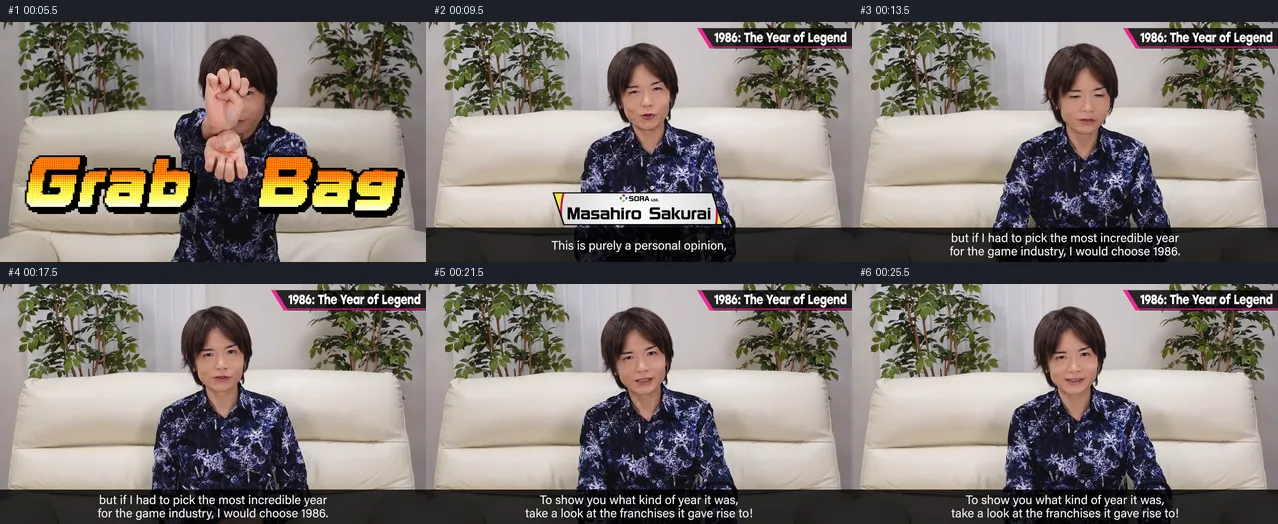 #1 00:05.5
Grab Bag
#2 00:09.5
1986: The Year of Legend
SORA Ltd.
Masahiro Sakurai
This is purely a personal opinion,
#3 00:13.5
1986: The Year of Legend
but if I had to pick the most incredible year
for the game industry, I would choose 1986.
#4 00:17.5
1986: The Year of Legend
but if I had to pick the most incredible year
for the game industry, I would choose 1986.
#5 00:21.5
1986: The Year of Legend
To show you what kind of year it was,
take a look at the franchises it gave rise to!
#6 00:25.5
1986: The Year of Legend
To show you what kind of year it was,
take a look at the franchises it gave rise to!